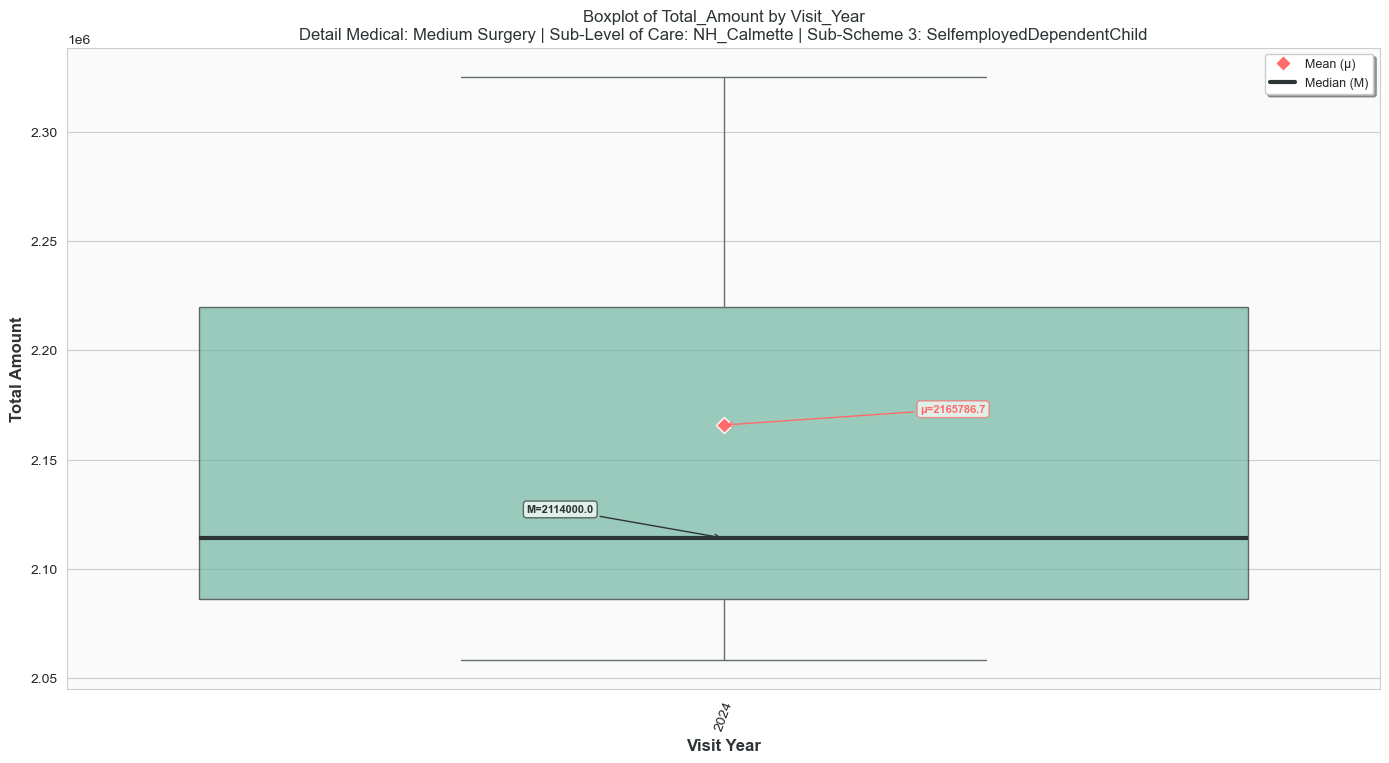 Boxplot of Total_Amount by Visit_Year
Detail Medical: Medium Surgery | Sub-Level of Care: NH_Calmette | Sub-Scheme 3: SelfemployedDependentChild
1e6
Mean (μ)
Median (M)
2.30
2.25
2.20
2.15
2.10
2.05
Total Amount
μ=2165786.7
M=2114000.0
2024
Visit Year